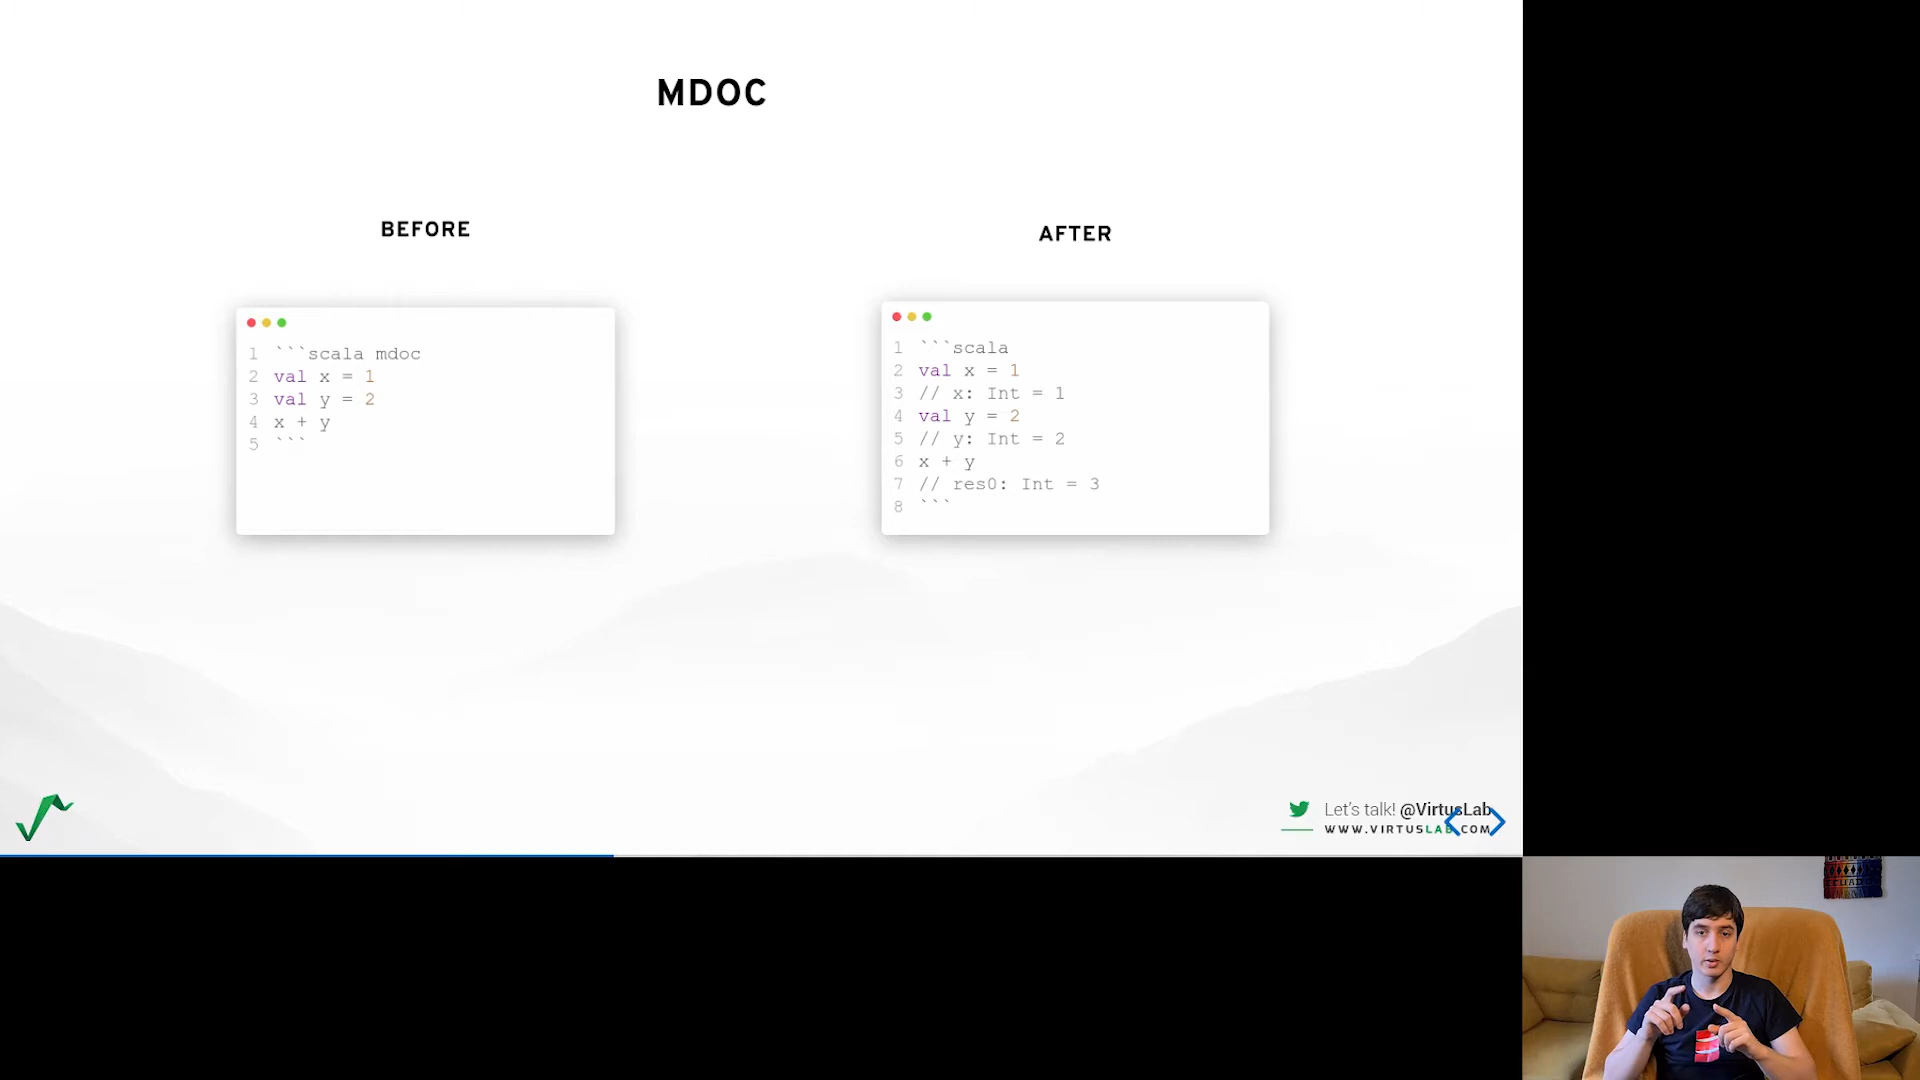 MDOC
BEFORE
1 ```scala mdoc
2 val x = 1
3 val y = 2
4 x + y
5 ```
AFTER
1 ```scala
2 val x = 1
3 // x: Int = 1
4 val y = 2
5 // y: Int = 2
6 x + y
7 // res0: Int = 3
8 ```
Let's talk! @VirtusLab
WWW.VIRTUSLAB.COM